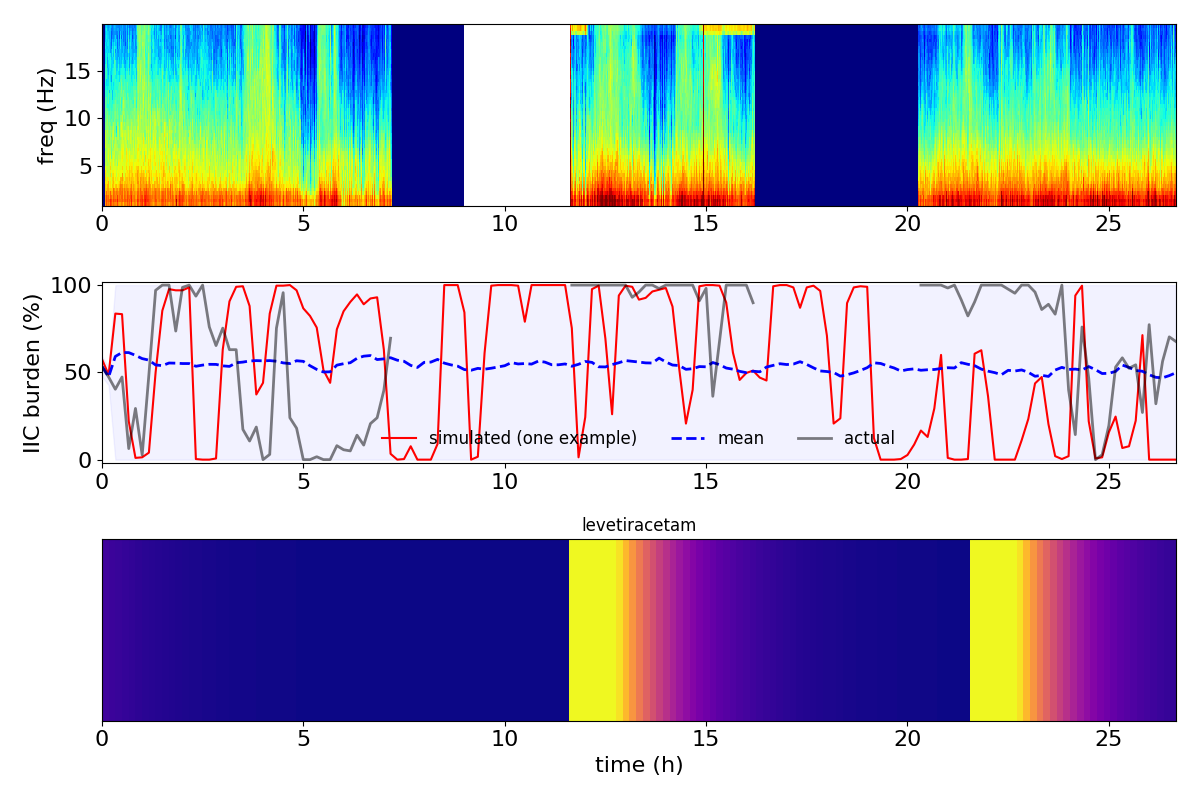 freq (Hz)
15
10
5
0 5 10 15 20 25
IIC burden (%)
100
50
0
simulated (one example) mean actual
0 5 10 15 20 25
levetiracetam
0 5 10 15 20 25
time (h)